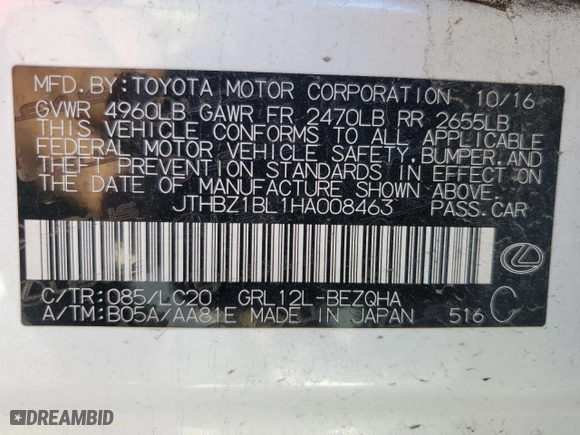 MFD.BY:TOYOTA MOTOR CORPORATION 10/16
GVWR 4960LB GAWR FR 2470LB RR 2655LB
THIS VEHICLE CONFORMS TO ALL APPLICABLE
FEDERAL MOTOR VEHICLE SAFETY,BUMPER,AND
THEFT PREVENTION STANDARDS IN EFFECT ON
THE DATE OF MANUFACTURE SHOWN ABOVE.
JTHBZ1BL1HA008463 PASS.CAR
C/TR:085/LC20 GRL12L-BEZQHA C
A/TM:B05A/AA81E MADE IN JAPAN 516
DREAMBID